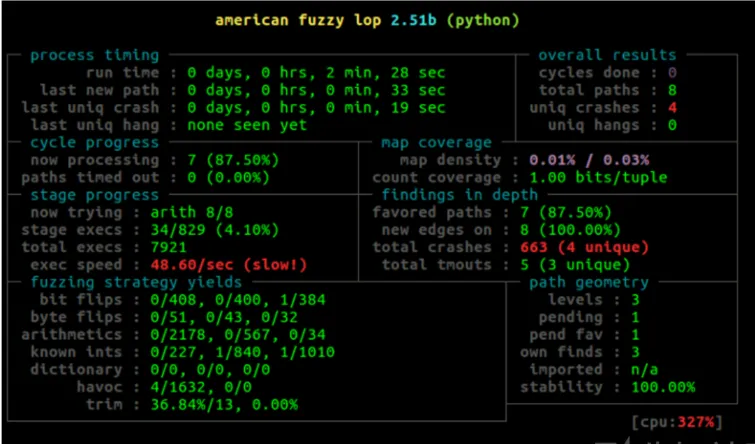 american fuzzy lop 2.51b (python)
process timing
run time : 0 days, 0 hrs, 2 min, 28 sec
last new path : 0 days, 0 hrs, 0 min, 33 sec
last uniq crash : 0 days, 0 hrs, 0 min, 19 sec
last uniq hang : none seen yet
overall results
cycles done : 0
total paths : 8
uniq crashes : 4
uniq hangs : 0
cycle progress
now processing : 7 (87.50%)
paths timed out : 0 (0.00%)
map coverage
map density : 0.01% / 0.03%
count coverage : 1.00 bits/tuple
stage progress
now trying : arith 8/8
stage execs : 34/829 (4.10%)
total execs : 7921
exec speed : 48.60/sec (slow!)
findings in depth
favored paths : 7 (87.50%)
new edges on : 8 (100.00%)
total crashes : 663 (4 unique)
total tmouts : 5 (3 unique)
fuzzing strategy yields
bit flips : 0/408, 0/400, 1/384
byte flips : 0/51, 0/43, 0/32
arithmetics : 0/2178, 0/567, 0/34
known ints : 0/227, 1/840, 1/1010
dictionary : 0/0, 0/0, 0/0
havoc : 4/1632, 0/0
trim : 36.84%/13, 0.00%
path geometry
levels : 3
pending : 1
pend fav : 1
own finds : 3
imported : n/a
stability : 100.00%
[cpu:327%]